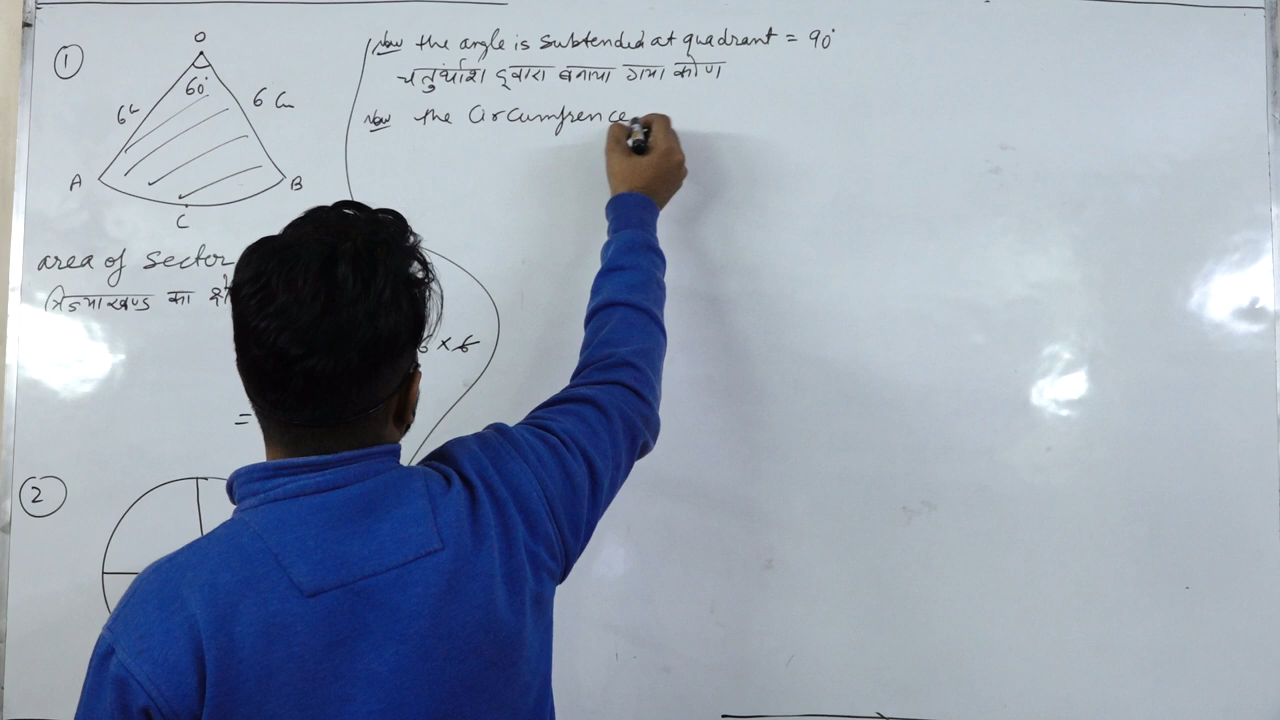 1
O
60°
6 6 Cm
A B
C
area of sector
त्रिज्याखण्ड का क्षे
6 × 6
=
2
Now the angle is subtended at quadrant = 90°
चतुर्थांश द्वारा बनाया गया कोण
Now the Circumfrence